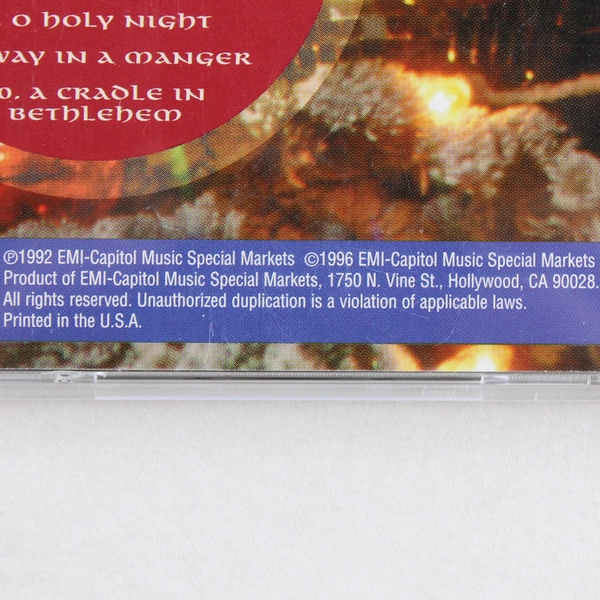 O HOLY NIGHT
WAY IN A MANGER
0. A CRADLE IN
BETHLEHEM
℗1992 EMI-Capitol Music Special Markets ©1996 EMI-Capitol Music Special Markets
Product of EMI-Capitol Music Special Markets, 1750 N. Vine St., Hollywood, CA 90028.
All rights reserved. Unauthorized duplication is a violation of applicable laws.
Printed in the U.S.A.